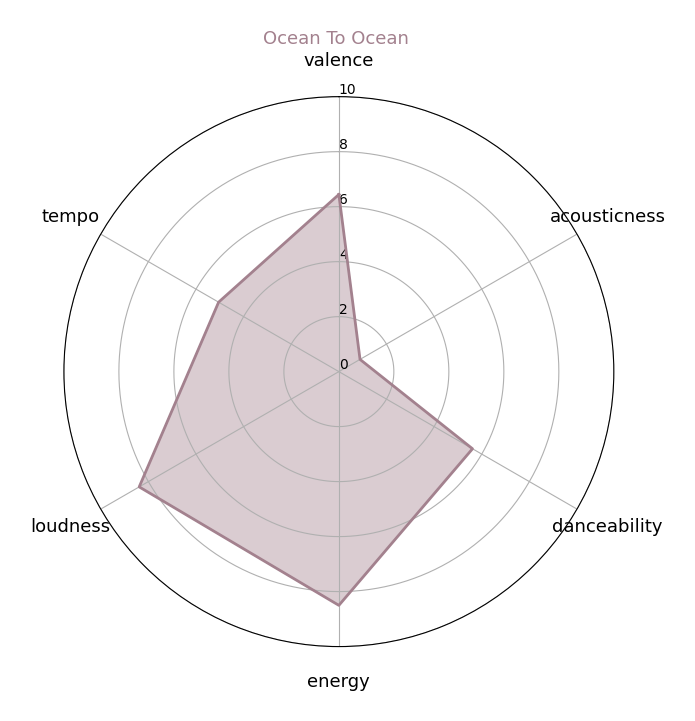 Ocean To Ocean
valence
10
8
6
4
2
0
tempo
acousticness
loudness
danceability
energy